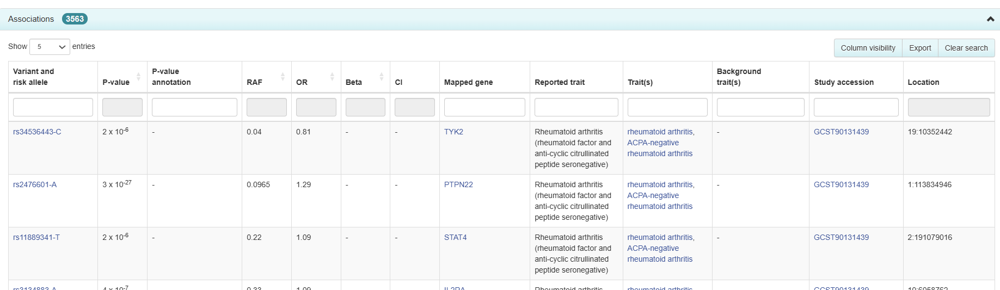 Associations 3563
Show 5 entries
Column visibility Export Clear search
Variant and risk allele P-value P-value annotation RAF OR Beta CI Mapped gene Reported trait Trait(s) Background trait(s) Study accession Location
rs34536443-C 2 x 10-6 - 0.04 0.81 - - TYK2 Rheumatoid arthritis rheumatoid arthritis, - GCST90131439 19:10352442
(rheumatoid factor and ACPA-negative
anti-cyclic citrullinated rheumatoid arthritis
peptide seronegative)
rs2476601-A 3 x 10-27 - 0.0965 1.29 - - PTPN22 Rheumatoid arthritis rheumatoid arthritis, - GCST90131439 1:113834946
(rheumatoid factor and ACPA-negative
anti-cyclic citrullinated rheumatoid arthritis
peptide seronegative)
rs11889341-T 2 x 10-6 - 0.22 1.09 - - STAT4 Rheumatoid arthritis rheumatoid arthritis, - GCST90131439 2:191079016
(rheumatoid factor and ACPA-negative
anti-cyclic citrullinated rheumatoid arthritis
peptide seronegative)
rs3134883-A 4 x 10-7 0.33 1.09 IL2RA Rheumatoid arthritis rheumatoid arthritis GCST90131439 10:6058762